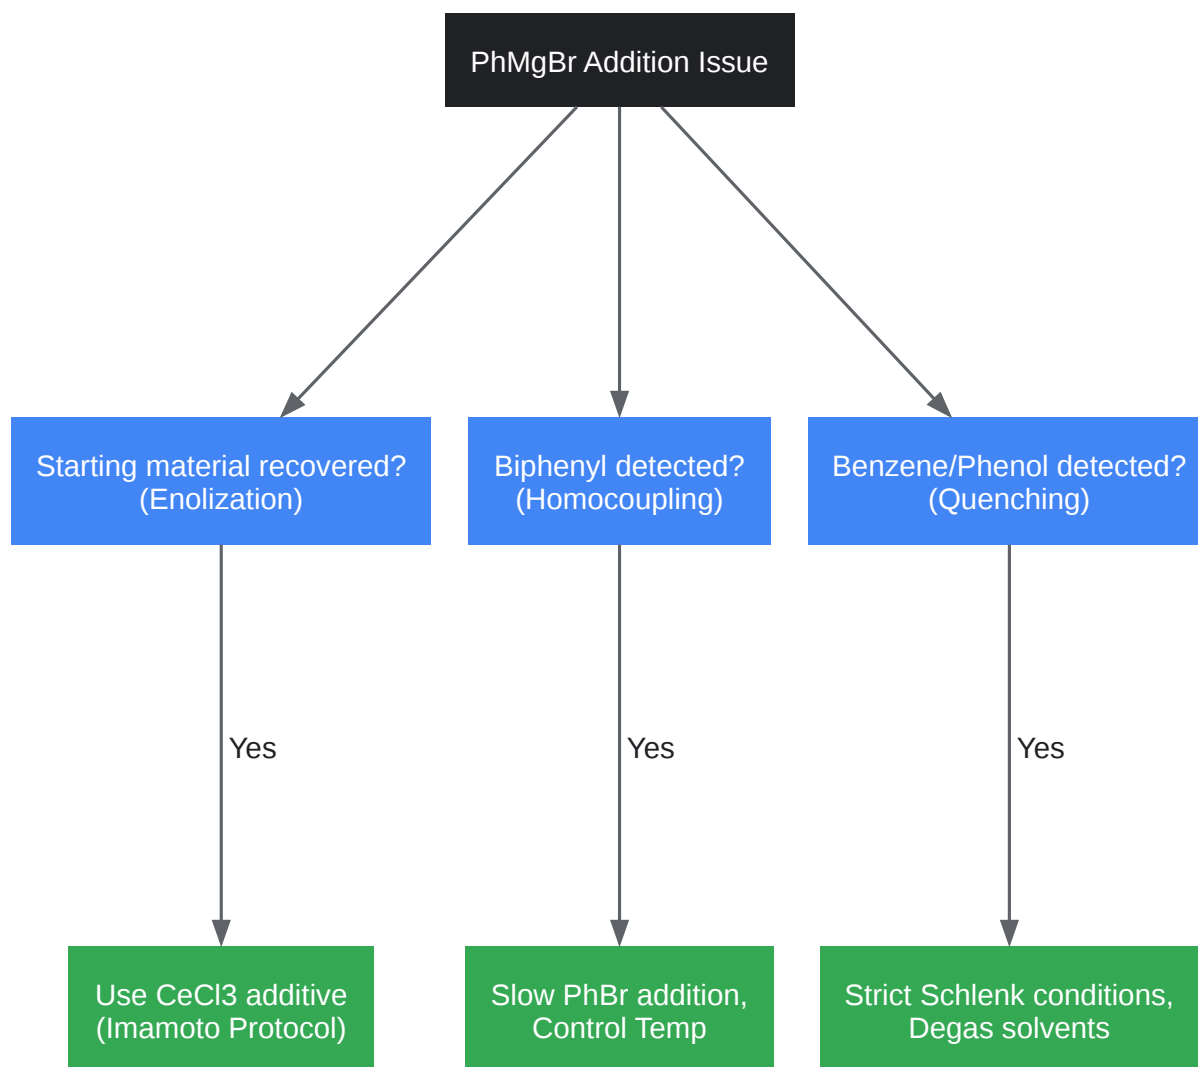 PhMgBr Addition Issue
Starting material recovered?
(Enolization)
Biphenyl detected?
(Homocoupling)
Benzene/Phenol detected?
(Quenching)
Yes
Yes
Yes
Use CeCl3 additive
(Imamoto Protocol)
Slow PhBr addition,
Control Temp
Strict Schlenk conditions,
Degas solvents